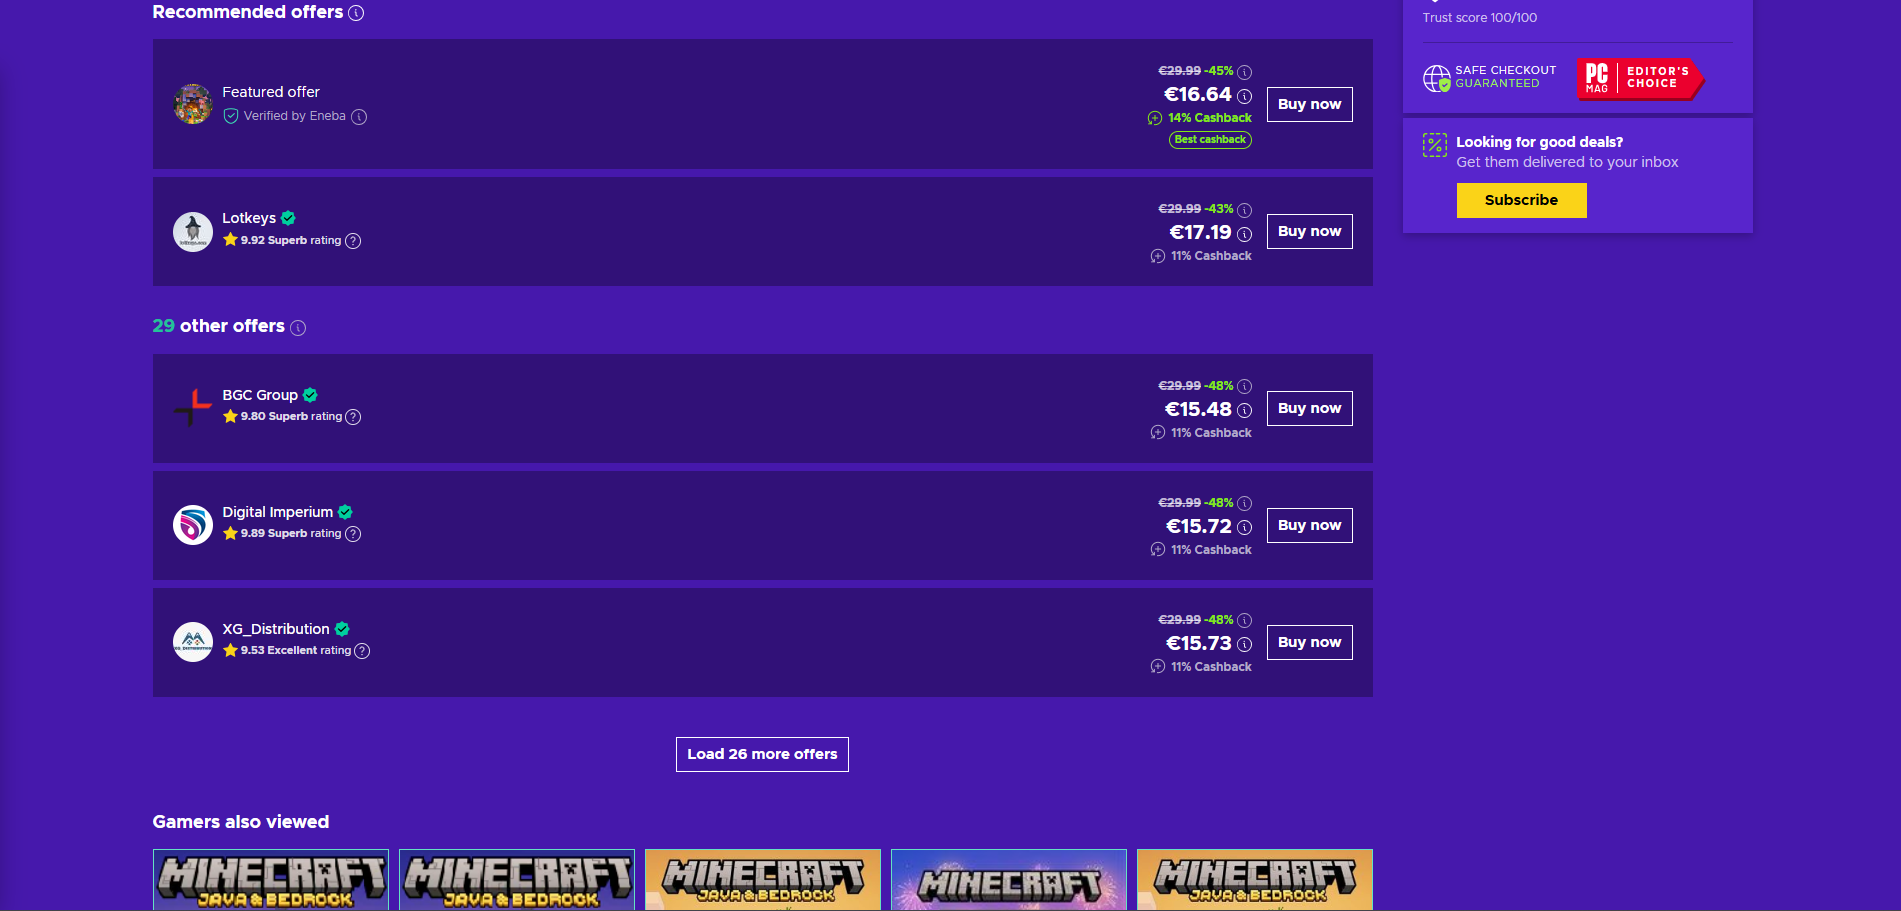 Recommended offers
Featured offer
Verified by Eneba
€29.99 -45%
€16.64
14% Cashback
Best cashback
Buy now
Lotkeys
9.92 Superb rating
€29.99 -43%
€17.19
11% Cashback
Buy now
29 other offers
BGC Group
9.80 Superb rating
€29.99 -48%
€15.48
11% Cashback
Buy now
Digital Imperium
9.89 Superb rating
€29.99 -48%
€15.72
11% Cashback
Buy now
XG_Distribution
9.53 Excellent rating
€29.99 -48%
€15.73
11% Cashback
Buy now
Load 26 more offers
Trust score 100/100
SAFE CHECKOUT
GUARANTEED
PC
MAG
EDITOR'S
CHOICE
Looking for good deals?
Get them delivered to your inbox
Subscribe
Gamers also viewed
MINECRAFT
JAVA & BEDROCK
MINECRAFT
JAVA & BEDROCK
MINECRAFT
JAVA & BEDROCK
MINECRAFT
MINECRAFT
JAVA & BEDROCK